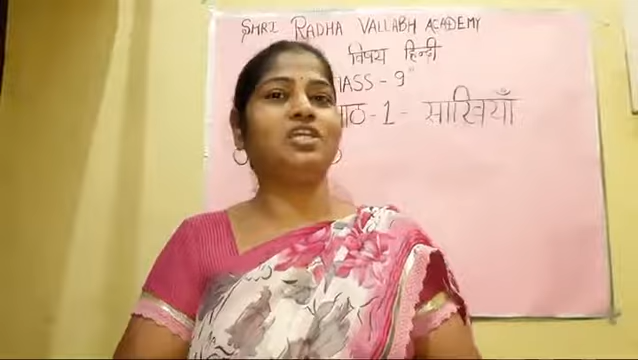 SHRI RADHA VALLABH ACADEMY
विषय हिन्दी
ASS - 9"
- 1 - साखियाँ